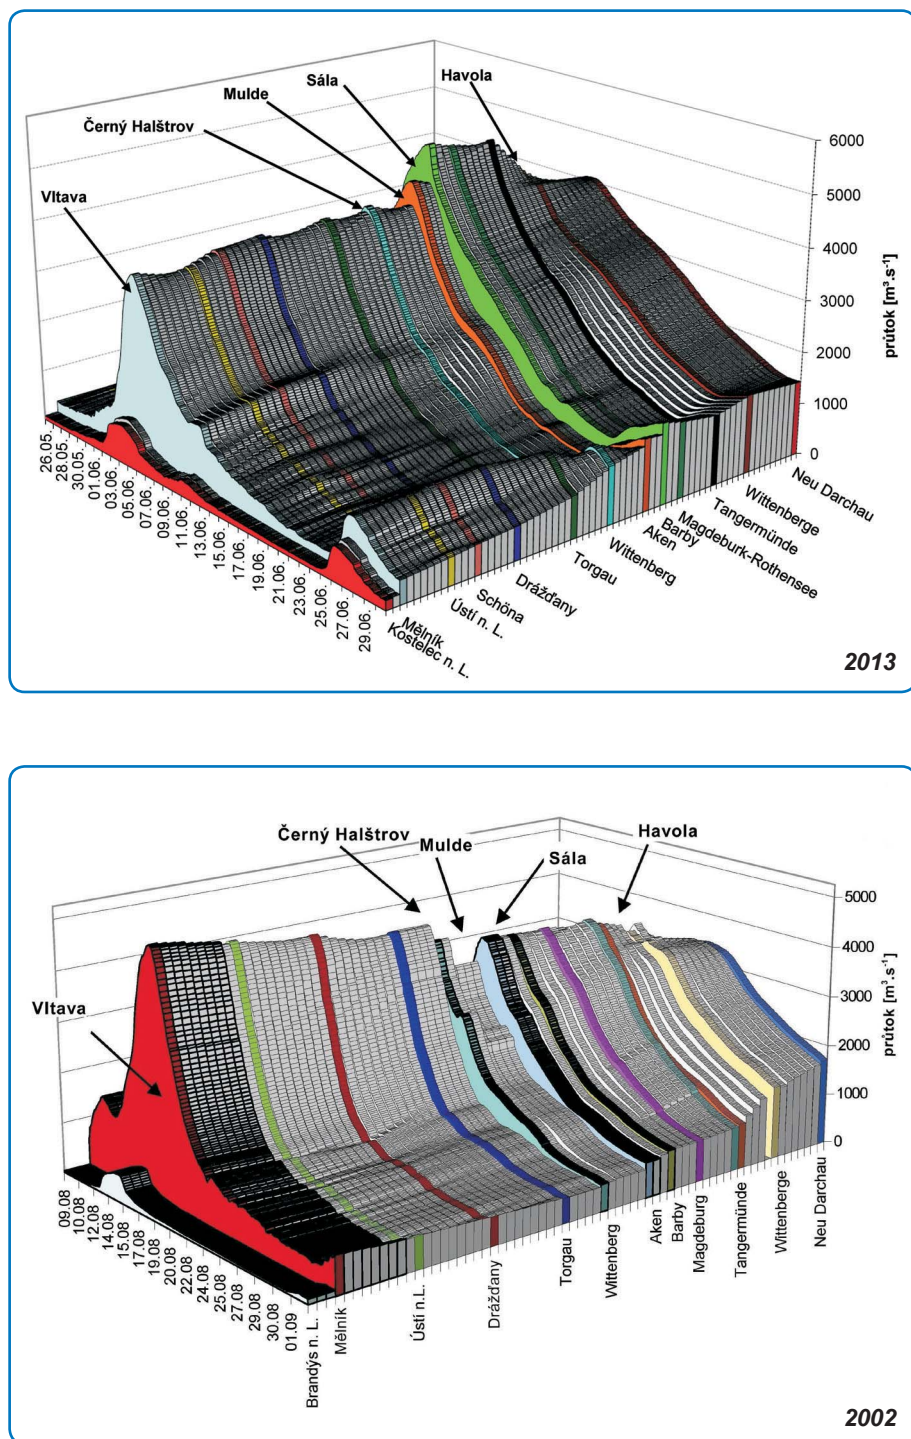 Sála
Havola
Mulde
Černý Halštrov
Vltava
6000
5000
4000
3000
2000
1000
0
průtok [m³.s⁻¹]
26.05.
28.05.
30.05.
01.06.
03.06.
05.06.
07.06.
09.06.
11.06.
13.06.
15.06.
17.06.
19.06.
21.06.
23.06.
25.06.
27.06.
29.06.
Kostelec n. L.
Mělník
Ústí n. L.
Schöna
Drážďany
Torgau
Wittenberg
Aken
Barby
Magdeburk-Rothensee
Tangermünde
Wittenberge
Neu Darchau
2013
Černý Halštrov
Mulde
Sála
Havola
Vltava
5000
4000
3000
2000
1000
0
průtok [m³.s⁻¹]
09.08
10.08
12.08
14.08
15.08
17.08
19.08
20.08
22.08
24.08
25.08
27.08
29.08
30.08
01.09
Brandýs n. L.
Mělník
Ústí n.L.
Drážďany
Torgau
Wittenberg
Aken
Barby
Magdeburg
Tangermünde
Wittenberge
Neu Darchau
2002